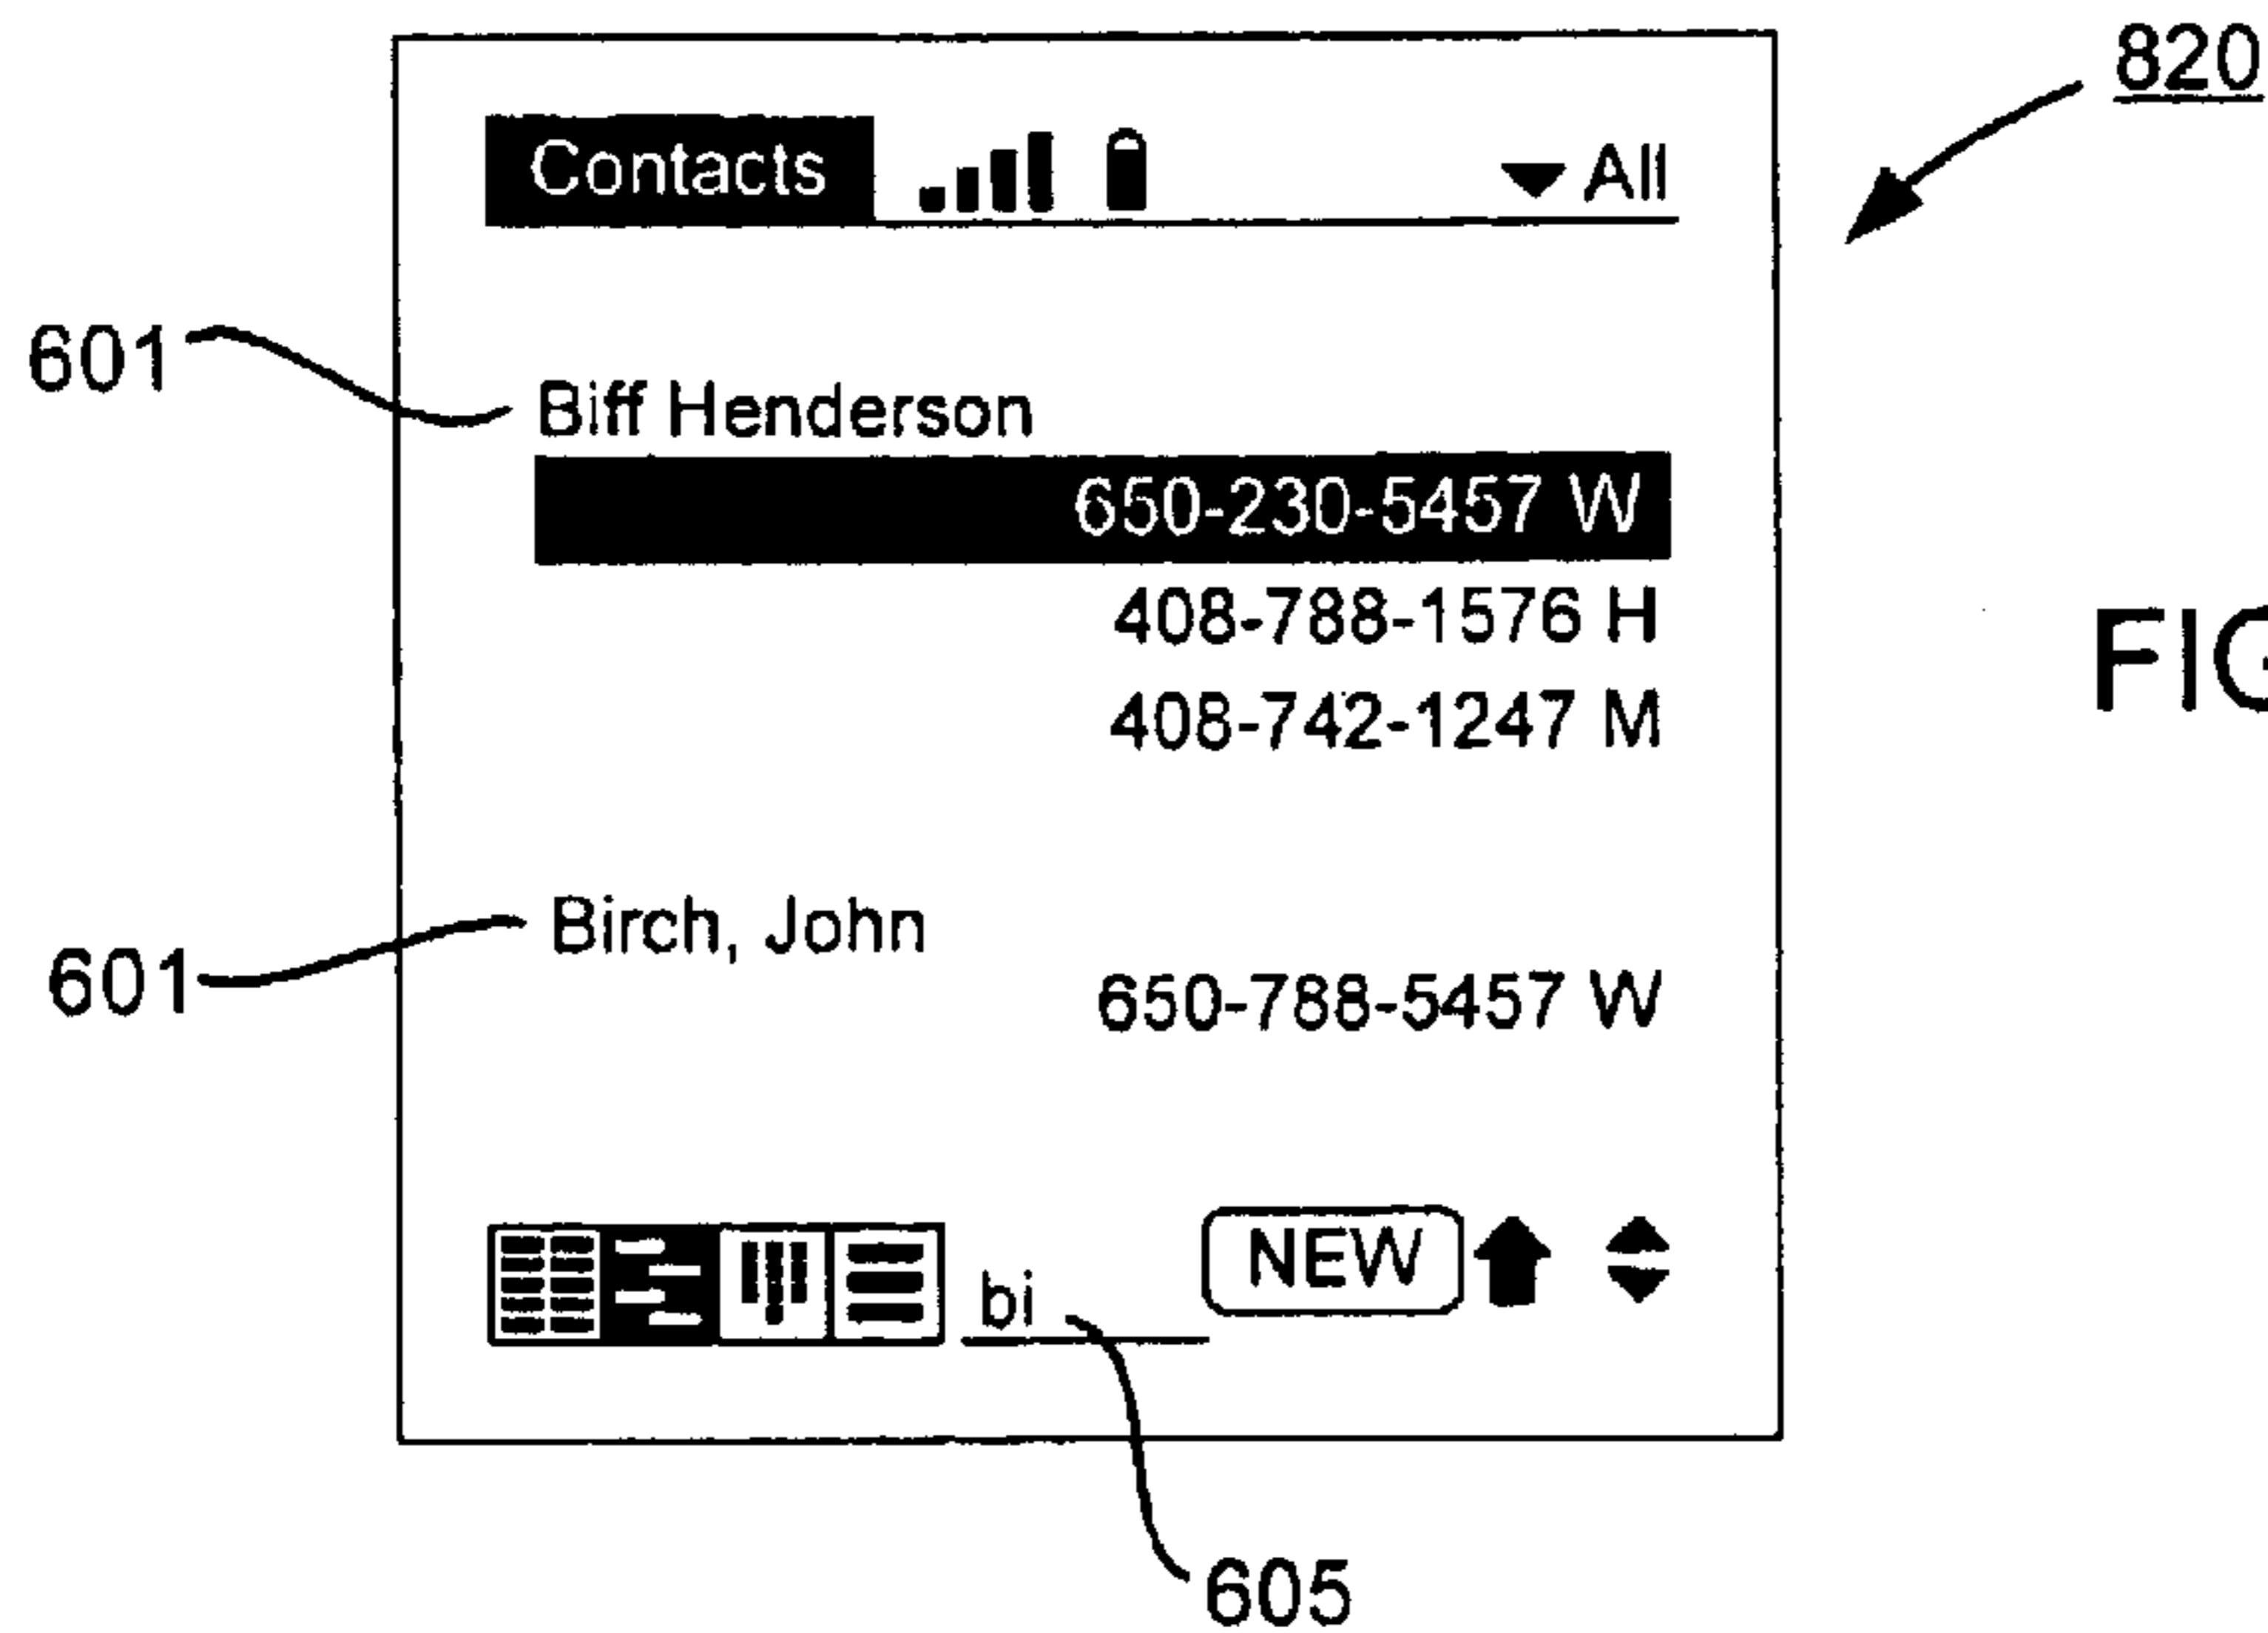 820
Contacts All
601
Biff Henderson
650-230-5457 W
408-788-1576 H
FIG
408-742-1247 M
Birch, John
601
650-788-5457 W
bi NEW
605